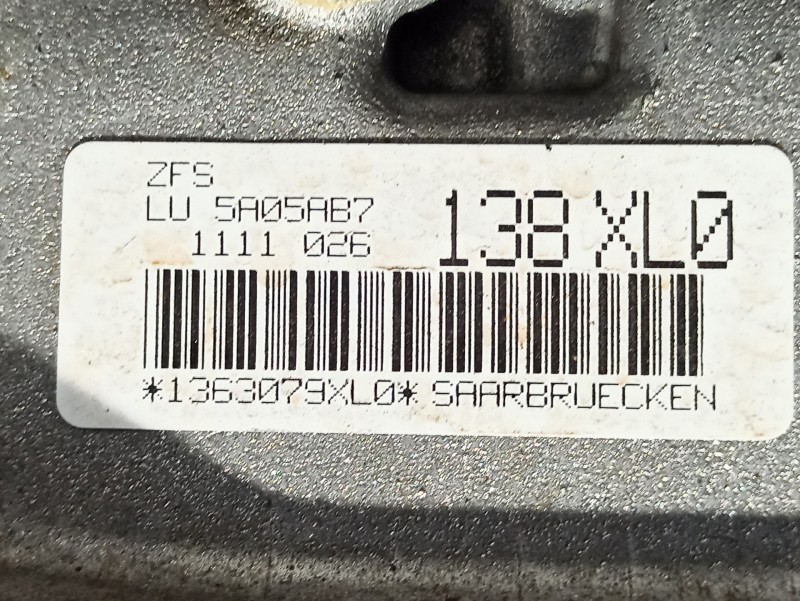 ZFS
LU 5A05AB7
1111 026
138 XL0
*1363079XL0* SAARBRUECKEN